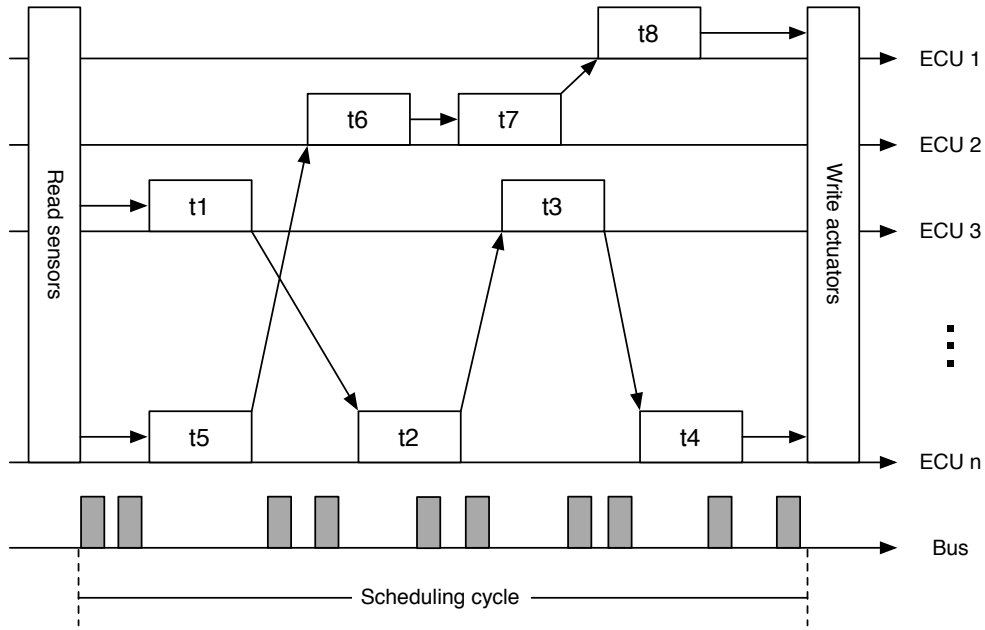 t8
ECU 1
t6
t7
ECU 2
Read sensors
t1
t3
Write actuators
ECU 3
t5
t2
t4
ECU n
Bus
Scheduling cycle